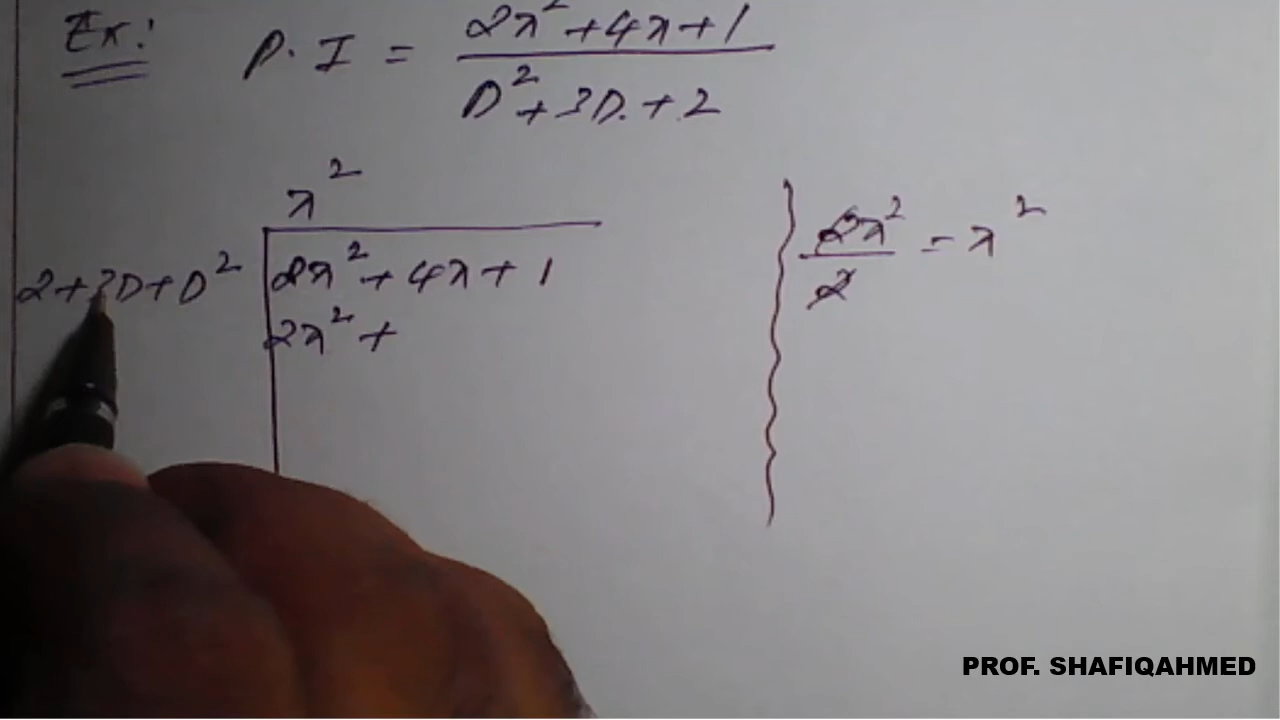 Ex: P.I = 2x²+4x+1
D²+3D+2
x²
2+3D+D² 2x²+4x+1
2x²+
2x² = x²
2
PROF. SHAFIQAHMED